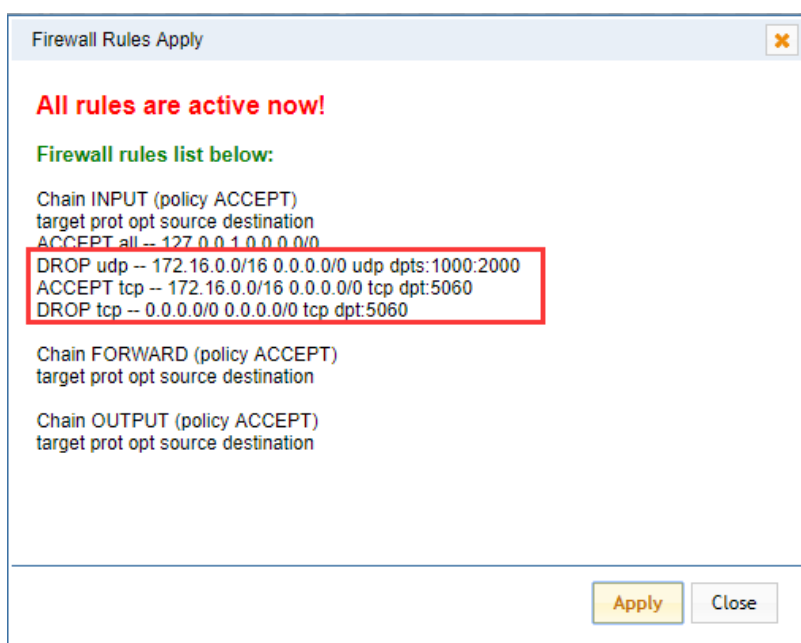 Firewall Rules Apply
All rules are active now!
Firewall rules list below:
Chain INPUT (policy ACCEPT)
target prot opt source destination
ACCEPT all -- 127.0.0.1 0.0.0.0/0
DROP udp -- 172.16.0.0/16 0.0.0.0/0 udp dpts:1000:2000
ACCEPT tcp -- 172.16.0.0/16 0.0.0.0/0 tcp dpt:5060
DROP tcp -- 0.0.0.0/0 0.0.0.0/0 tcp dpt:5060
Chain FORWARD (policy ACCEPT)
target prot opt source destination
Chain OUTPUT (policy ACCEPT)
target prot opt source destination
Apply Close